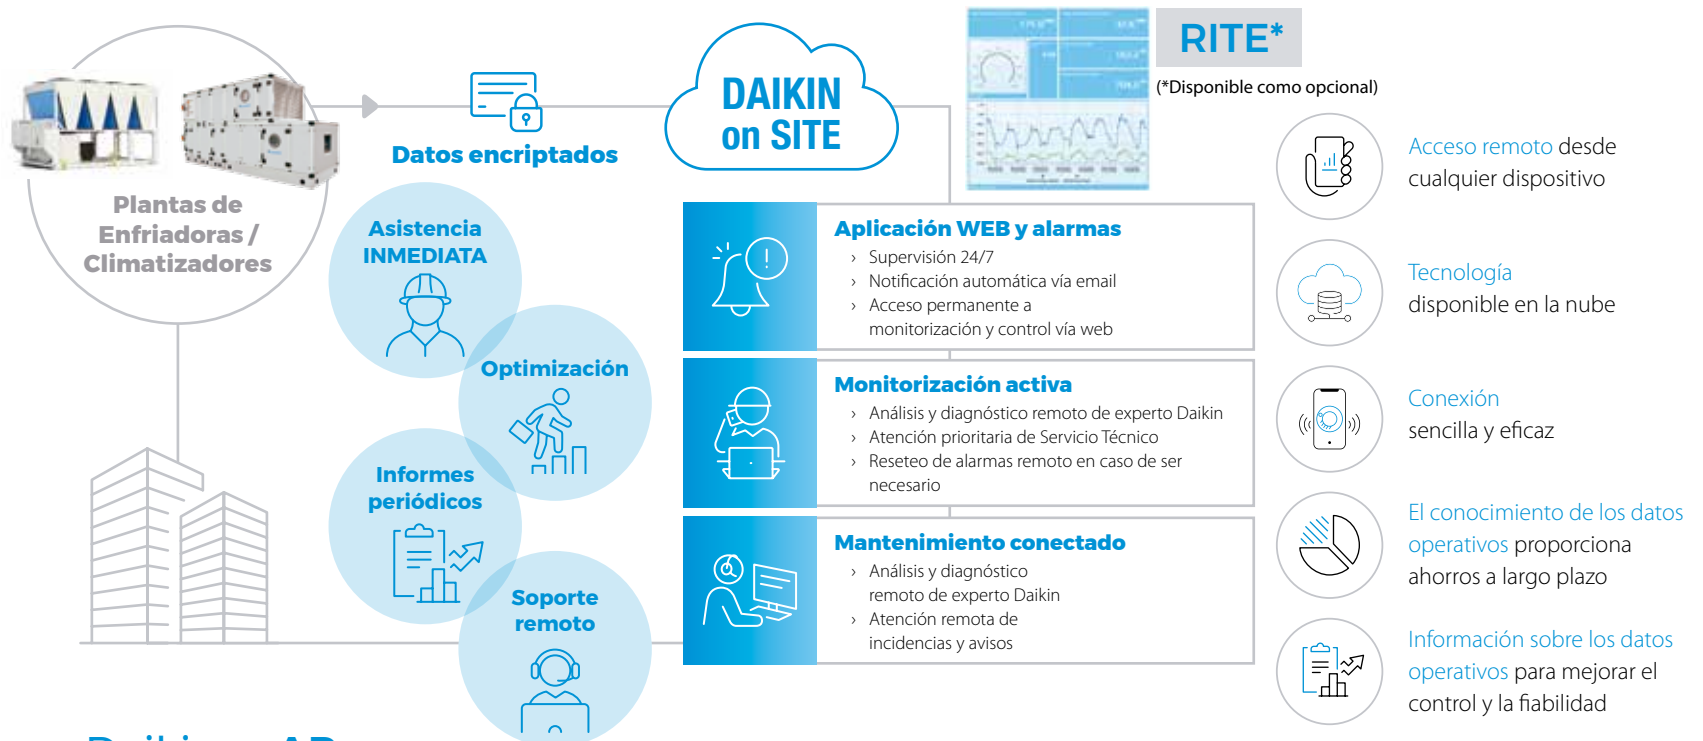 Plantas de
Enfriadoras /
Climatizadores
Datos encriptados
DAIKIN
on SITE
RITE*
(*Disponible como opcional)
Asistencia
INMEDIATA
Optimización
Informes
periódicos
Soporte
remoto
Aplicación WEB y alarmas
› Supervisión 24/7
› Notificación automática vía email
› Acceso permanente a
monitorización y control vía web
Monitorización activa
› Análisis y diagnóstico remoto de experto Daikin
› Atención prioritaria de Servicio Técnico
› Reseteo de alarmas remoto en caso de ser
necesario
Mantenimiento conectado
› Análisis y diagnóstico
remoto de experto Daikin
› Atención remota de
incidencias y avisos
Acceso remoto desde
cualquier dispositivo
Tecnología
disponible en la nube
Conexión
sencilla y eficaz
El conocimiento de los datos
operativos proporciona
ahorros a largo plazo
Información sobre los datos
operativos para mejorar el
control y la fiabilidad